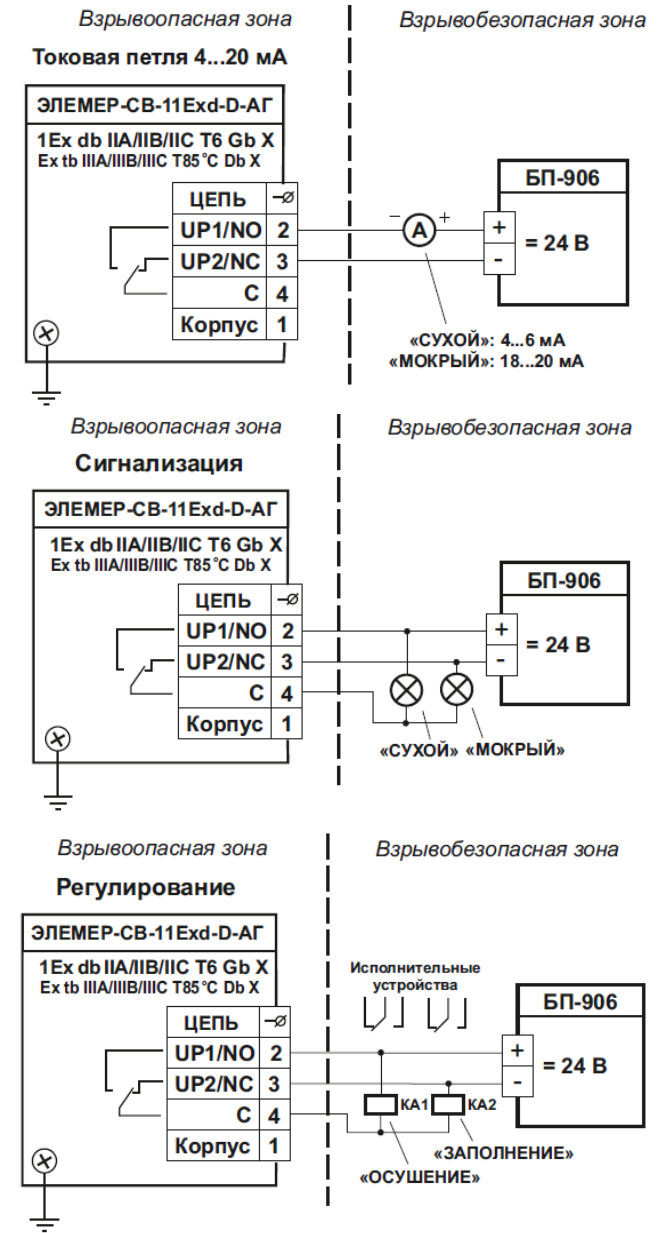 Взрывоопасная зона
Взрывобезопасная зона
Токовая петля 4...20 мА
ЭЛЕМЕР-СВ-11Exd-D-АГ
1Ex db IIA/IIB/IIC T6 Gb X
Ex tb IIIA/IIIB/IIIC T85°C Db X
ЦЕПЬ
UP1/NO 2
UP2/NC 3
C 4
Корпус 1
А
− +
БП-906
+
-
= 24 В
«СУХОЙ»: 4...6 мА
«МОКРЫЙ»: 18...20 мА
Взрывоопасная зона
Взрывобезопасная зона
Сигнализация
ЭЛЕМЕР-СВ-11Exd-D-АГ
1Ex db IIA/IIB/IIC T6 Gb X
Ex tb IIIA/IIIB/IIIC T85°C Db X
ЦЕПЬ
UP1/NO 2
UP2/NC 3
C 4
Корпус 1
БП-906
+
-
= 24 В
«СУХОЙ» «МОКРЫЙ»
Взрывоопасная зона
Взрывобезопасная зона
Регулирование
ЭЛЕМЕР-СВ-11Exd-D-АГ
1Ex db IIA/IIB/IIC T6 Gb X
Ex tb IIIA/IIIB/IIIC T85°C Db X
ЦЕПЬ
UP1/NO 2
UP2/NC 3
C 4
Корпус 1
Исполнительные
устройства
БП-906
+
-
= 24 В
КА1 КА2
«ЗАПОЛНЕНИЕ»
«ОСУШЕНИЕ»